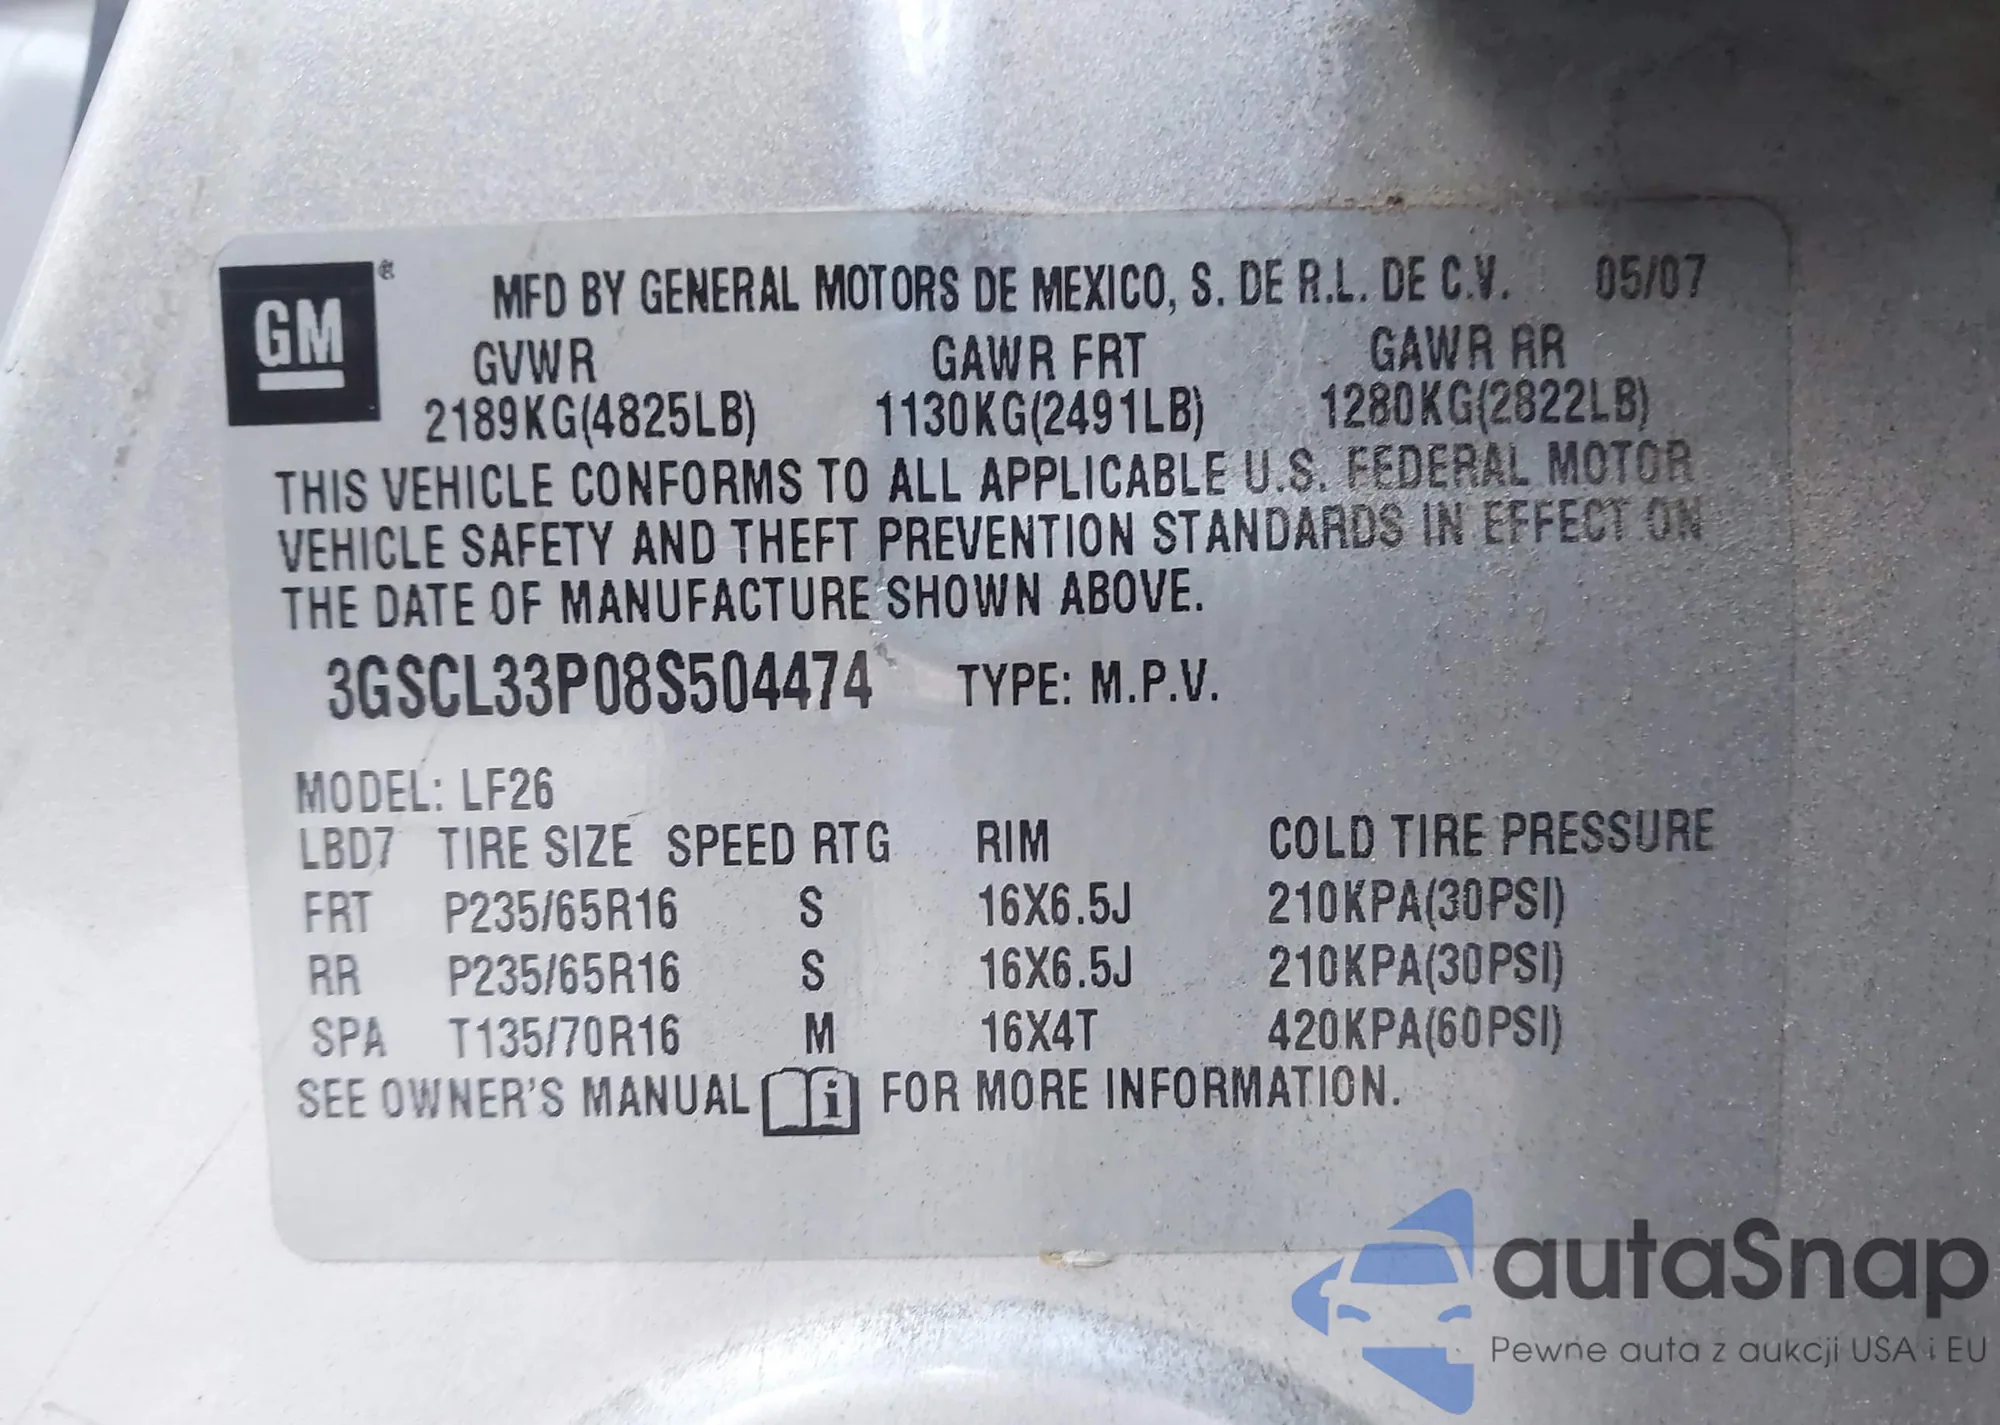 GM ®
MFD BY GENERAL MOTORS DE MEXICO, S. DE R.L. DE C.V. 05/07
GVWR GAWR FRT GAWR RR
2189KG(4825LB) 1130KG(2491LB) 1280KG(2822LB)
THIS VEHICLE CONFORMS TO ALL APPLICABLE U.S. FEDERAL MOTOR
VEHICLE SAFETY AND THEFT PREVENTION STANDARDS IN EFFECT ON
THE DATE OF MANUFACTURE SHOWN ABOVE.
3GSCL33P08S504474 TYPE: M.P.V.
MODEL: LF26
LBD7 TIRE SIZE SPEED RTG RIM COLD TIRE PRESSURE
FRT P235/65R16 S 16X6.5J 210KPA(30PSI)
RR P235/65R16 S 16X6.5J 210KPA(30PSI)
SPA T135/70R16 M 16X4T 420KPA(60PSI)
SEE OWNER'S MANUAL i FOR MORE INFORMATION.
autaSnap
Pewne auta z aukcji USA i EU